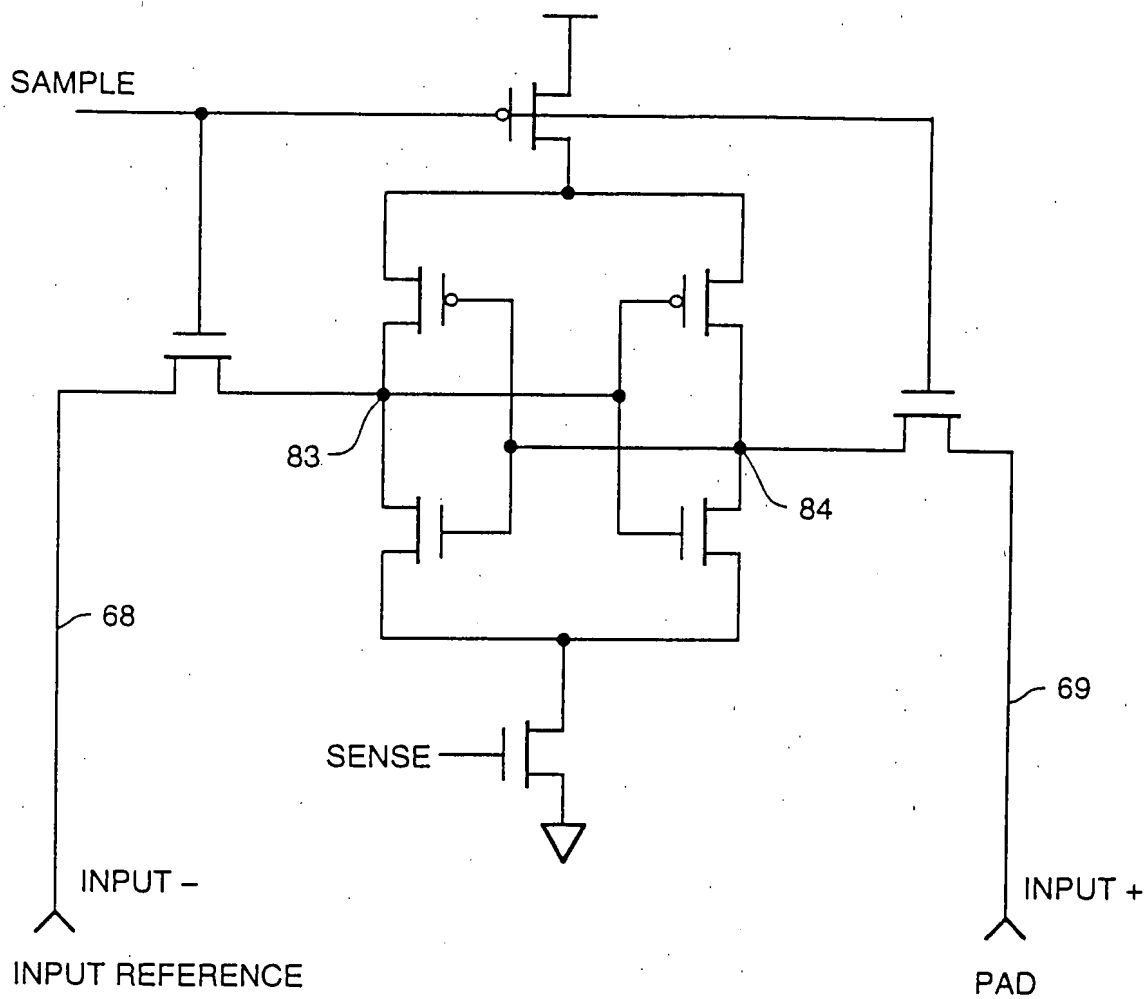 SAMPLE
83
84
68
69
SENSE
INPUT –
INPUT +
INPUT REFERENCE
PAD